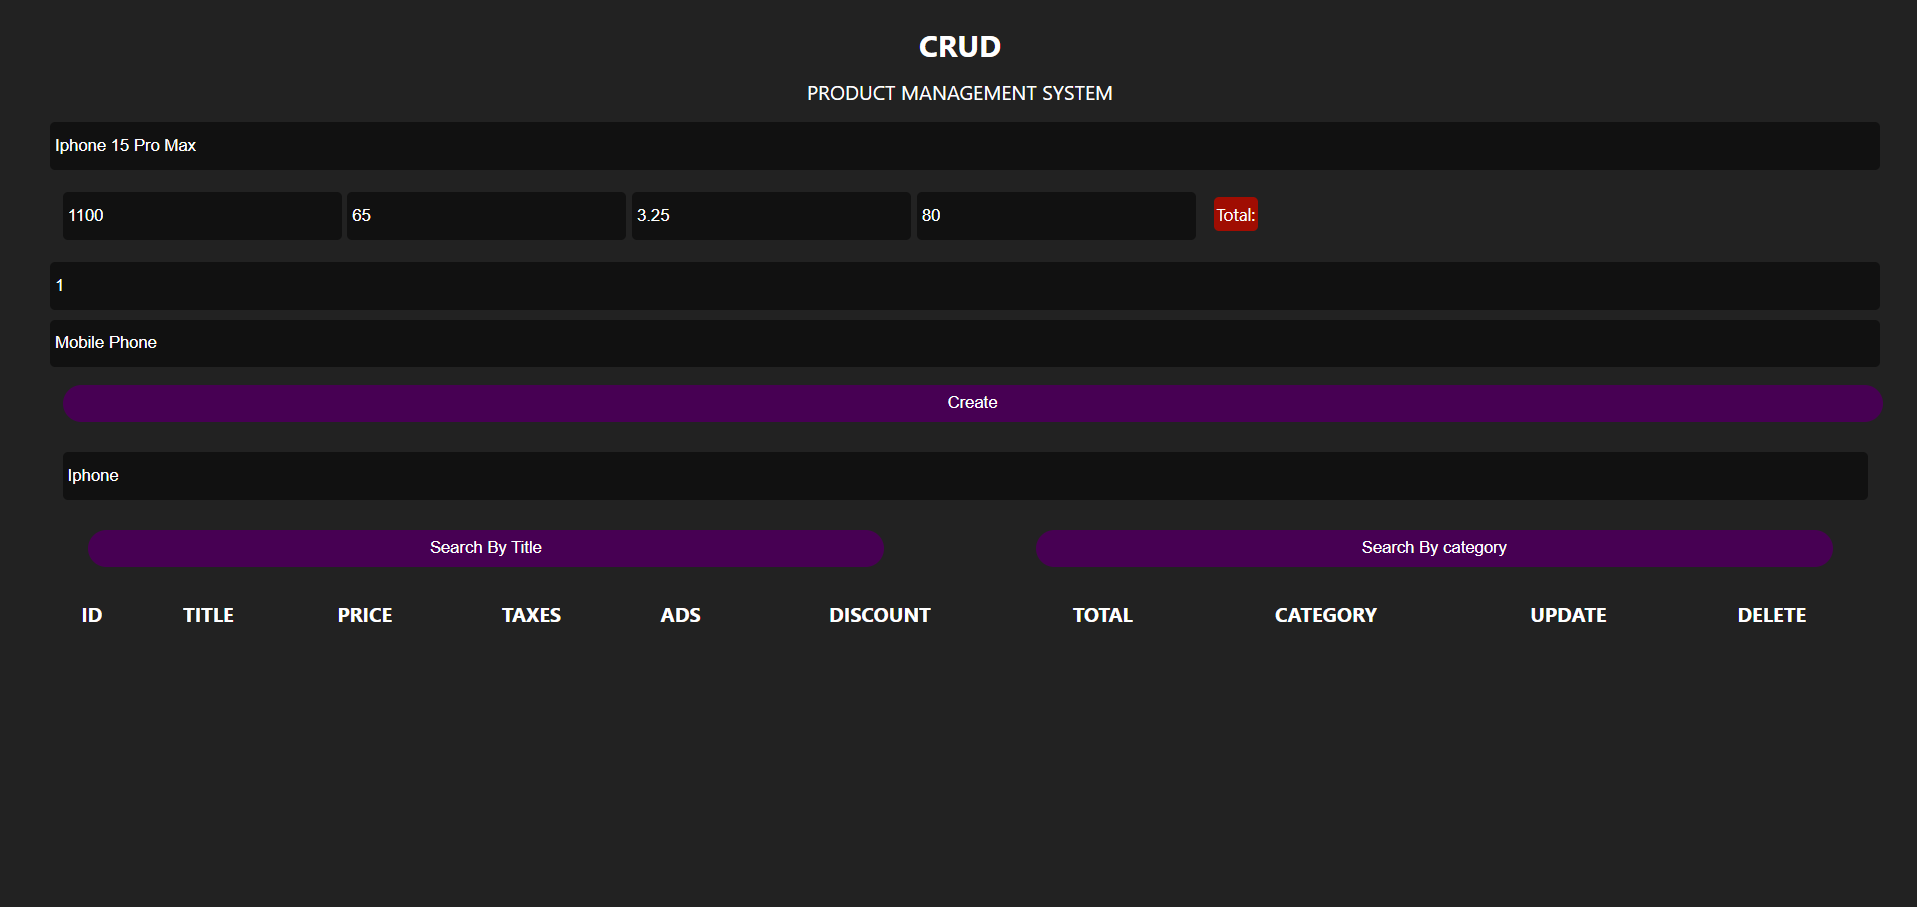 CRUD
PRODUCT MANAGEMENT SYSTEM
Iphone 15 Pro Max
1100 65 3.25 80 Total:
1
Mobile Phone
Create
Iphone
Search By Title Search By category
ID TITLE PRICE TAXES ADS DISCOUNT TOTAL CATEGORY UPDATE DELETE